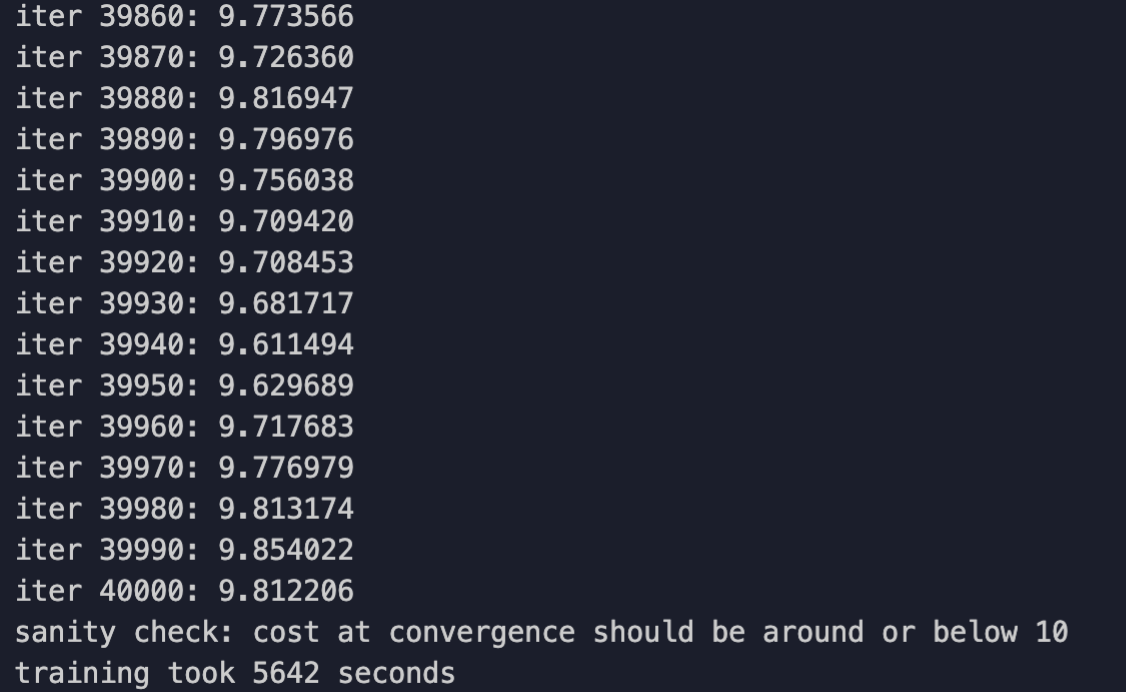 iter 39860: 9.773566
iter 39870: 9.726360
iter 39880: 9.816947
iter 39890: 9.796976
iter 39900: 9.756038
iter 39910: 9.709420
iter 39920: 9.708453
iter 39930: 9.681717
iter 39940: 9.611494
iter 39950: 9.629689
iter 39960: 9.717683
iter 39970: 9.776979
iter 39980: 9.813174
iter 39990: 9.854022
iter 40000: 9.812206
sanity check: cost at convergence should be around or below 10
training took 5642 seconds